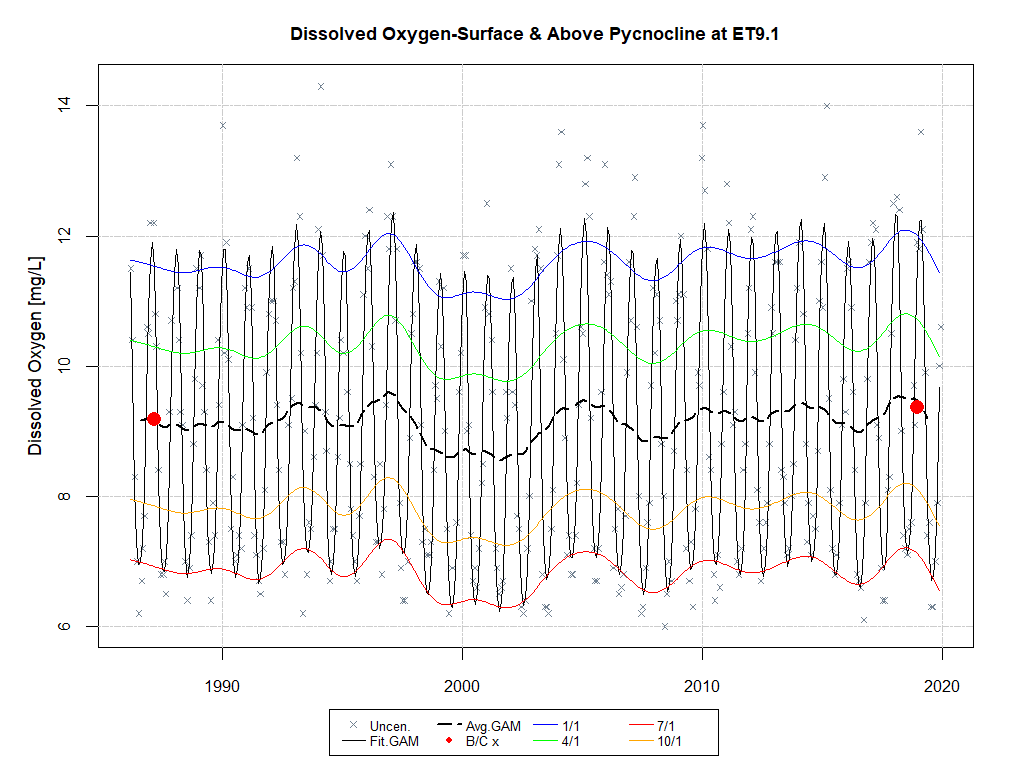 Dissolved Oxygen-Surface & Above Pycnocline at ET9.1
Dissolved Oxygen [mg/L]
14
12
10
8
6
1990 2000 2010 2020
Uncen. Avg.GAM 1/1 7/1
Fit.GAM B/C x 4/1 10/1